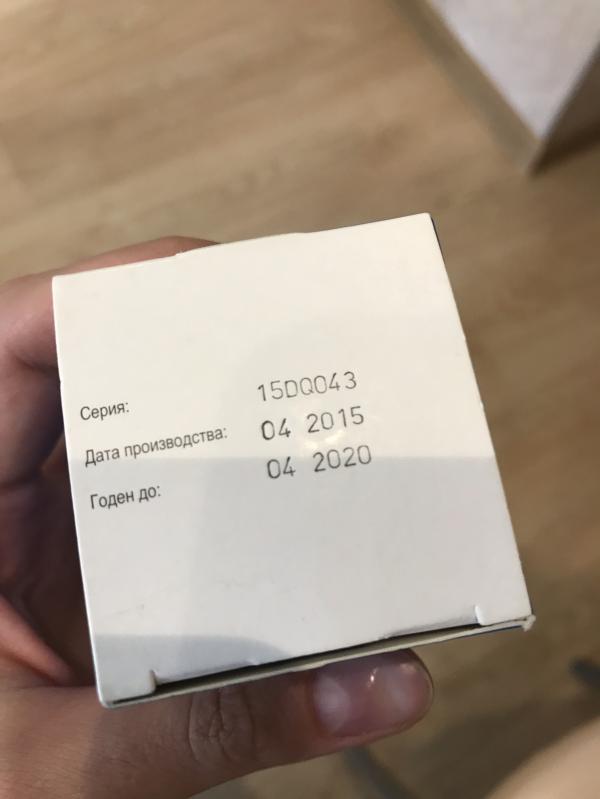 Серия: 15DQ043
Дата производства: 04 2015
Годен до: 04 2020